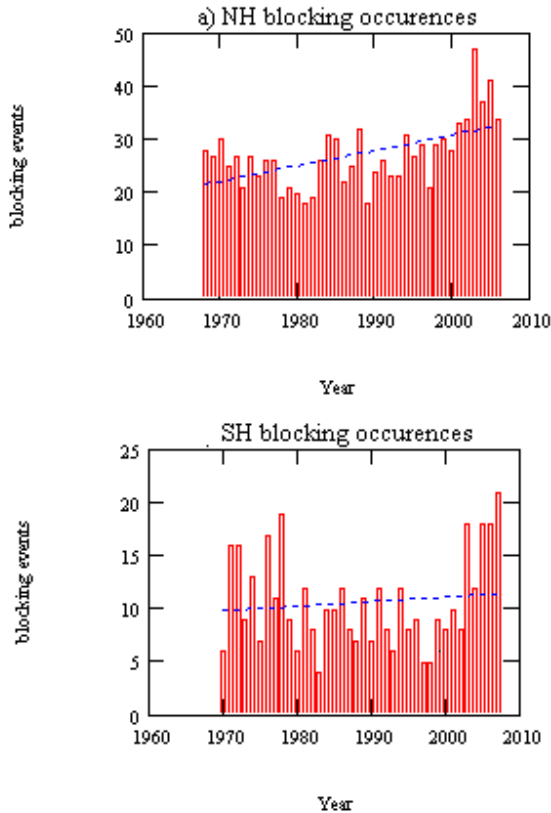 a) NH blocking occurences
50
40
30
20
10
0
blocking events
1960 1970 1980 1990 2000 2010
Year
SH blocking occurences
25
20
15
10
5
0
blocking events
1960 1970 1980 1990 2000 2010
Year